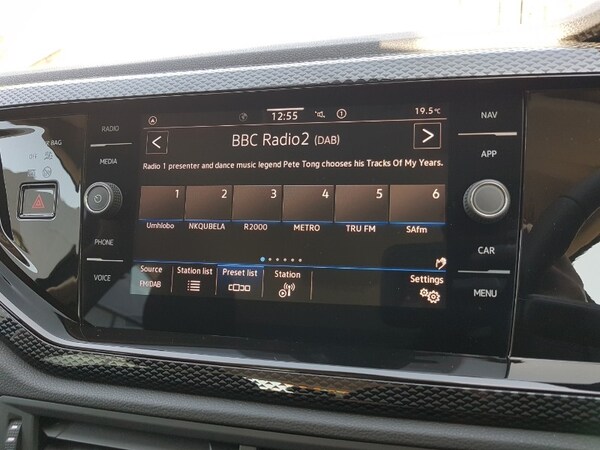 12:55
19.5°C
RADIO
MEDIA
PHONE
VOICE
BBC Radio2 (DAB)
Radio 1 presenter and dance music legend Pete Tong chooses his Tracks Of My Years.
1 2 3 4 5 6
Umhlobo NKQUBELA R2000 METRO TRU FM SAfm
Source Station list Preset list Station Settings
FM/DAB
NAV
APP
CAR
MENU
BAG